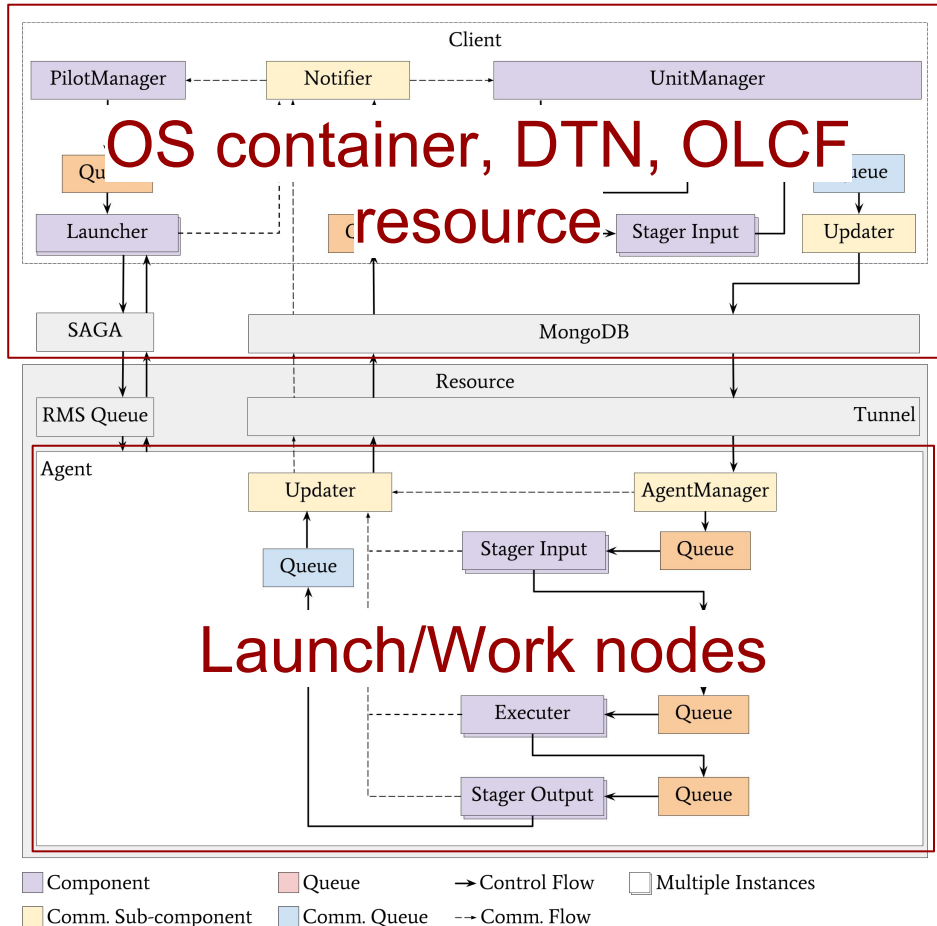 Client
PilotManager
Notifier
UnitManager
OS container, DTN, OLCF
resource
Launcher
Stager Input
Updater
SAGA
MongoDB
Resource
RMS Queue
Tunnel
Agent
Updater
AgentManager
Queue
Stager Input
Queue
Launch/Work nodes
Executer
Queue
Stager Output
Queue
Component
Queue
Control Flow
Multiple Instances
Comm. Sub-component
Comm. Queue
Comm. Flow